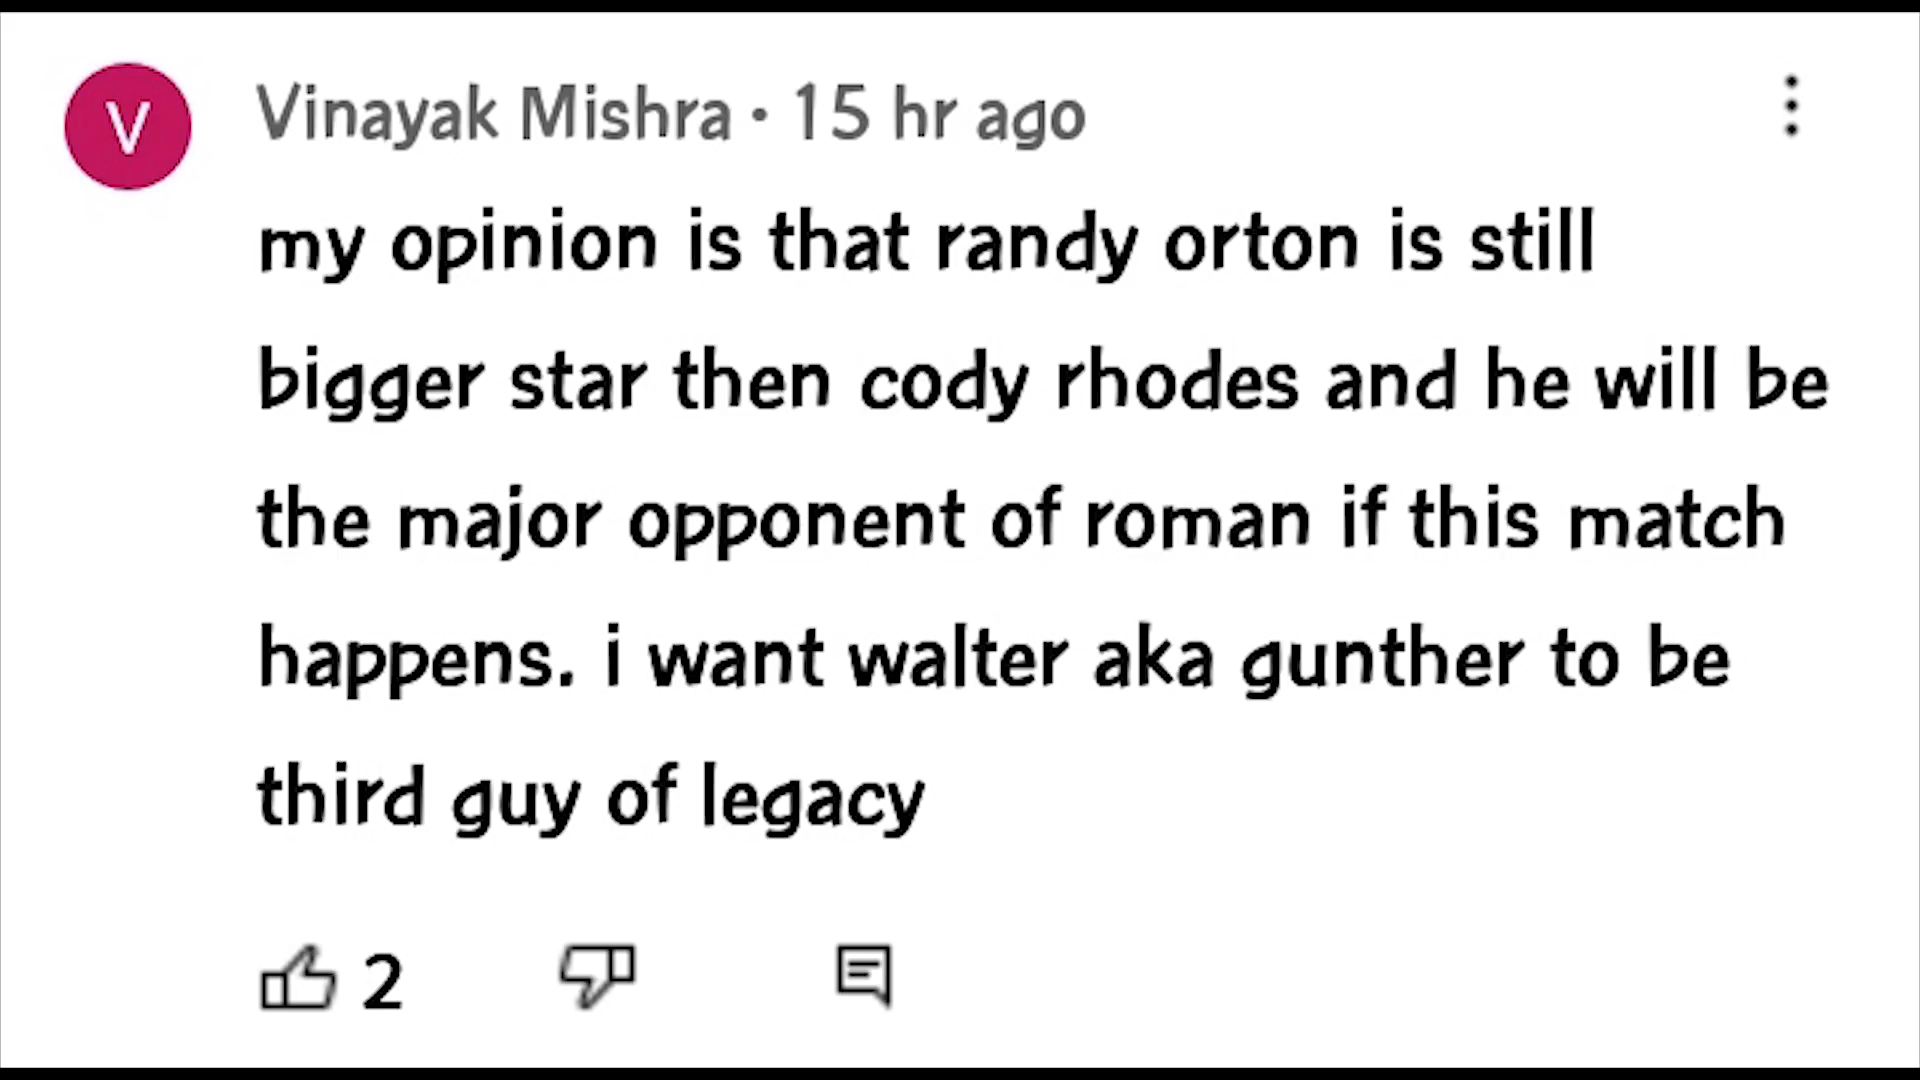 V
Vinayak Mishra · 15 hr ago
my opinion is that randy orton is still
bigger star then cody rhodes and he will be
the major opponent of roman if this match
happens. i want walter aka gunther to be
third guy of legacy
2